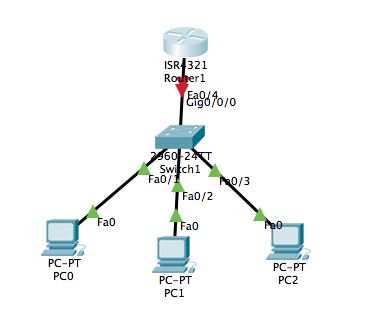 ISR4321
Router1
Fa0/4
Gig0/0/0
2960-24TT
Switch1
Fa0/1
Fa0/2
Fa0/3
Fa0
Fa0
Fa0
PC-PT
PC0
PC-PT
PC1
PC-PT
PC2